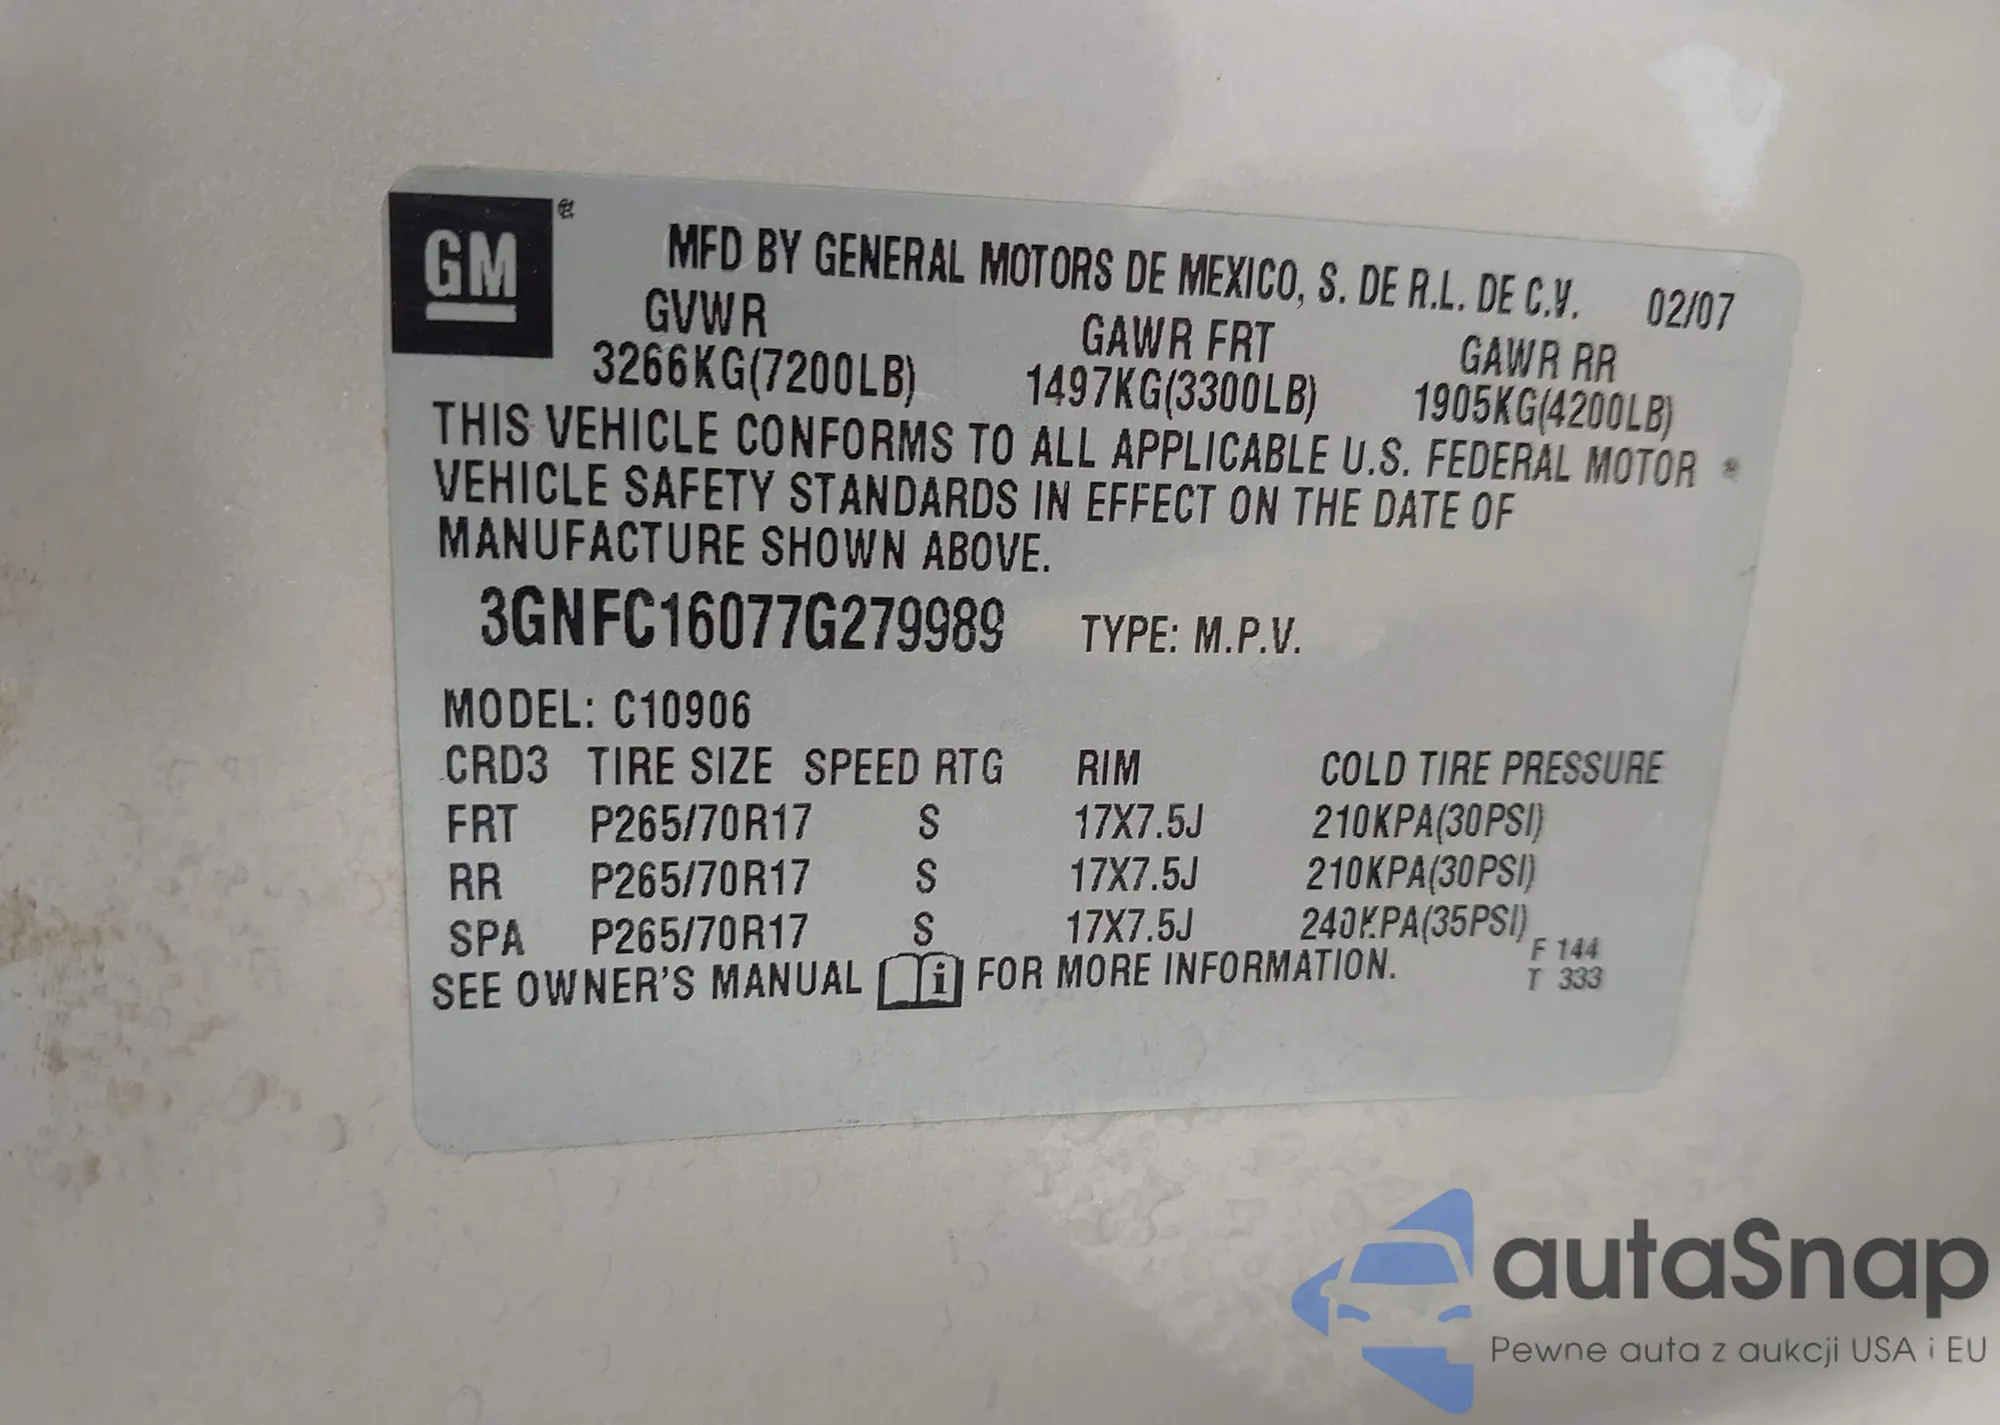 GM
MFD BY GENERAL MOTORS DE MEXICO, S. DE R.L. DE C.V. 02/07
GVWR GAWR FRT GAWR RR
3266KG(7200LB) 1497KG(3300LB) 1905KG(4200LB)
THIS VEHICLE CONFORMS TO ALL APPLICABLE U.S. FEDERAL MOTOR
VEHICLE SAFETY STANDARDS IN EFFECT ON THE DATE OF
MANUFACTURE SHOWN ABOVE.
3GNFC16077G279989 TYPE: M.P.V.
MODEL: C10906
CRD3 TIRE SIZE SPEED RTG RIM COLD TIRE PRESSURE
FRT P265/70R17 S 17X7.5J 210KPA(30PSI)
RR P265/70R17 S 17X7.5J 210KPA(30PSI)
SPA P265/70R17 S 17X7.5J 240KPA(35PSI)
SEE OWNER'S MANUAL i FOR MORE INFORMATION.
F 144
T 333
autaSnap
Pewne auta z aukcji USA i EU